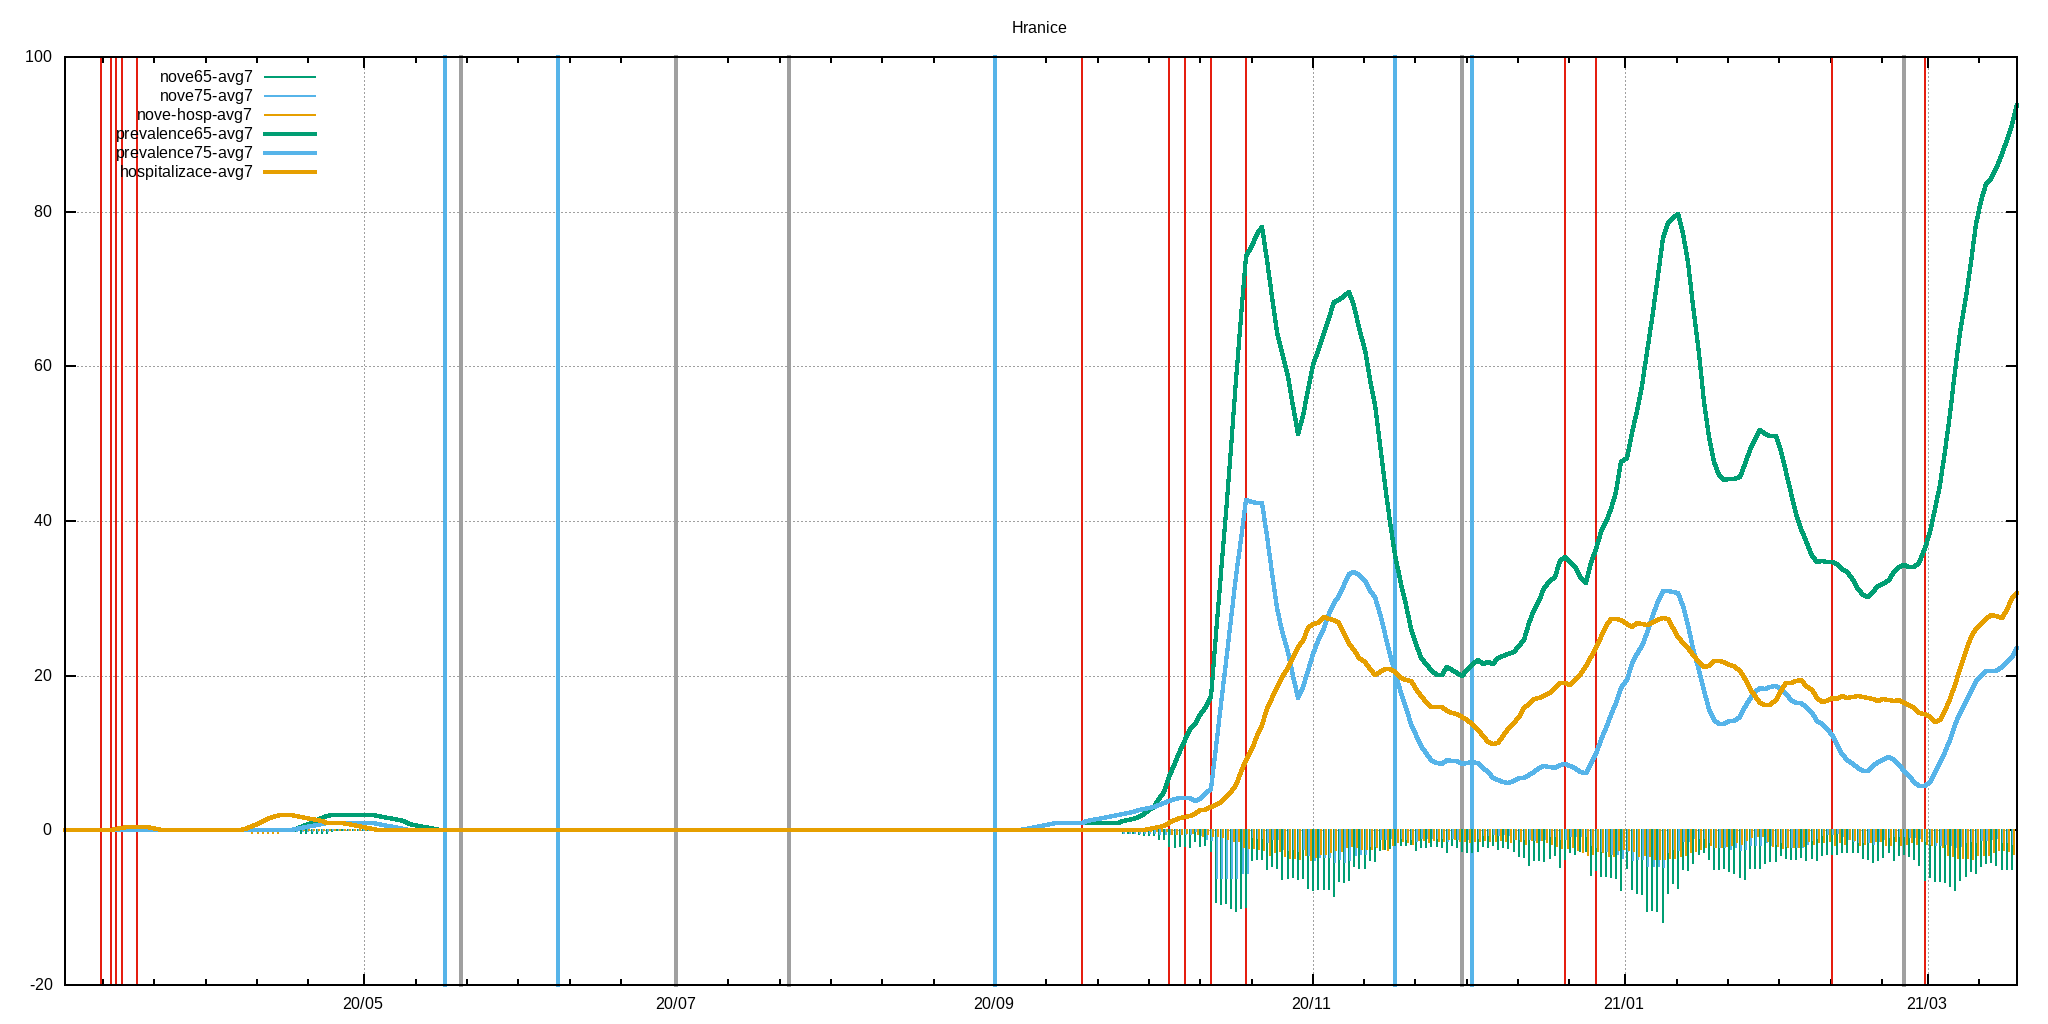 Hranice
100
80
60
40
20
0
-20
nove65-avg7
nove75-avg7
nove-hosp-avg7
prevalence65-avg7
prevalence75-avg7
hospitalizace-avg7
20/05 20/07 20/09 20/11 21/01 21/03